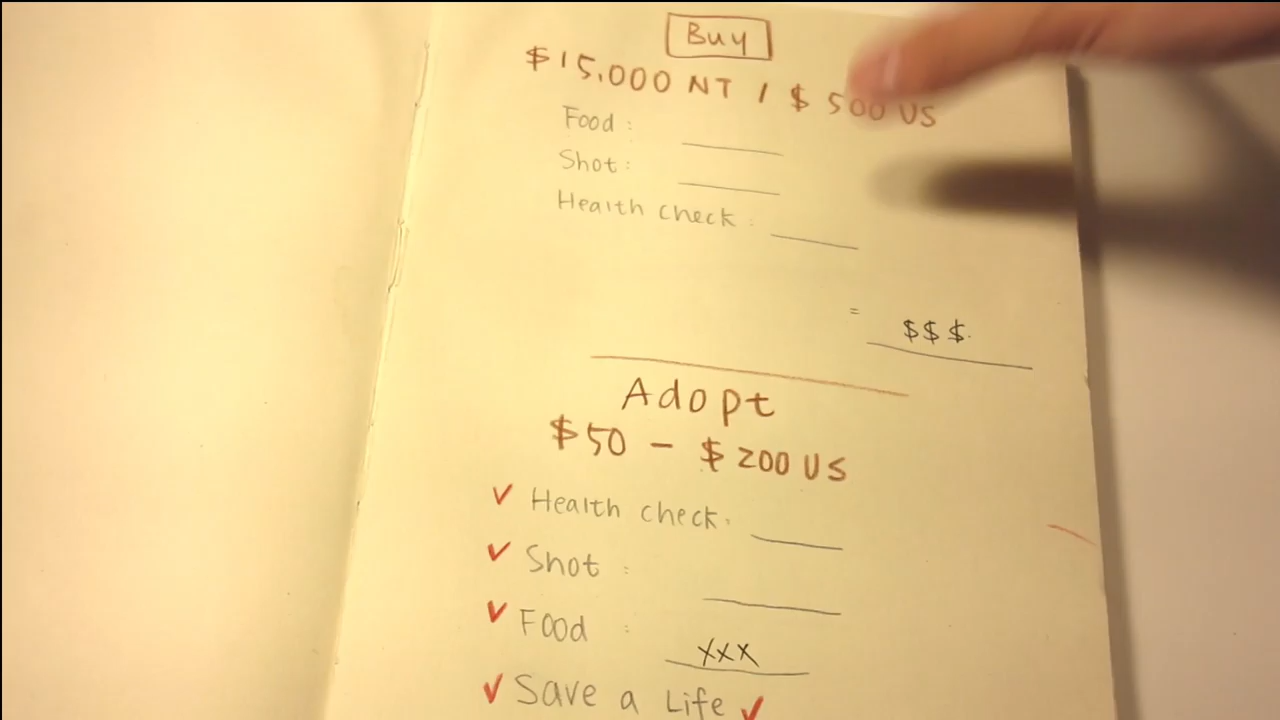 Buy
$15,000 NT / $500 US
Food :
Shot :
Health check :
= $$$.
Adopt
$50 - $200 US
✓ Health check :
✓ Shot :
✓ Food : XXX
✓ Save a Life ✓